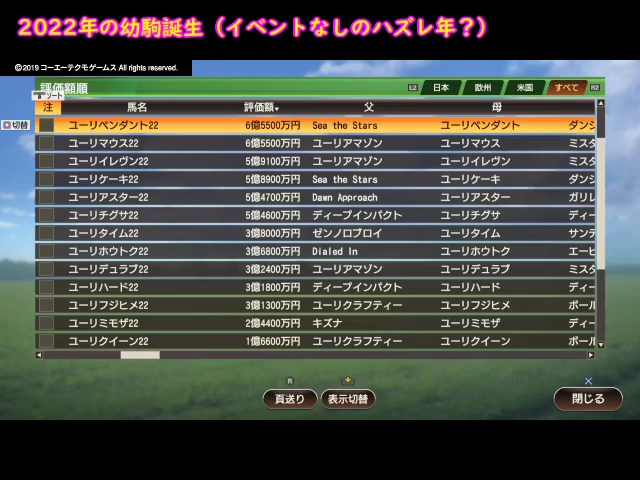 2022年の幼駒誕生（イベントなしのハズレ年？）
©2019 コーエーテクモゲームス All rights reserved.
評価額順
L2 日本 欧州 米国 すべて R2
ソート
注 馬名 評価額▼ 父 母
切替
ユーリペンダント22 6億5500万円 Sea the Stars ユーリペンダント ダンジ
ユーリマウス22 6億5500万円 ユーリアマゾン ユーリマウス ミスタ
ユーリイレヴン22 5億9100万円 ユーリアマゾン ユーリイレヴン ミスタ
ユーリケーキ22 5億8900万円 Sea the Stars ユーリケーキ ダンジ
ユーリアスター22 5億4700万円 Dawn Approach ユーリアスター ガリレ
ユーリチグサ22 5億4600万円 ディープインパクト ユーリチグサ ディー
ユーリタイム22 3億8000万円 ゼンノロブロイ ユーリタイム サンデ
ユーリホウトク22 3億6800万円 Dialed In ユーリホウトク エーピ
ユーリデュラブ22 3億2400万円 ユーリアマゾン ユーリデュラブ ミスタ
ユーリハード22 3億1800万円 ディープインパクト ユーリハード ディー
ユーリフジヒメ22 3億1300万円 ユーリクラフティー ユーリフジヒメ ボール
ユーリミモザ22 2億4400万円 キズナ ユーリミモザ ディー
ユーリクイーン22 1億6600万円 ユーリクラフティー ユーリクイーン ボール
R
頁送り 表示切替 閉じる